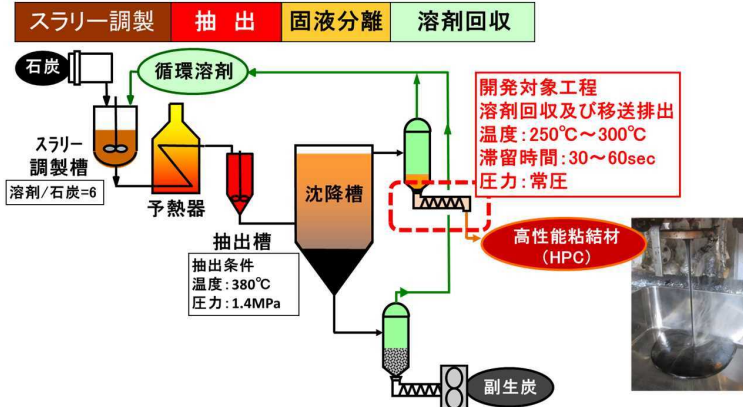 スラリー調製
抽 出
固液分離
溶剤回収
石炭
循環溶剤
スラリー
調製槽
溶剤/石炭=6
予熱器
抽出槽
抽出条件
温度:380℃
圧力:1.4MPa
沈降槽
開発対象工程
溶剤回収及び移送排出
温度:250℃～300℃
滞留時間:30～60sec
圧力:常圧
高性能粘結材
(HPC)
副生炭